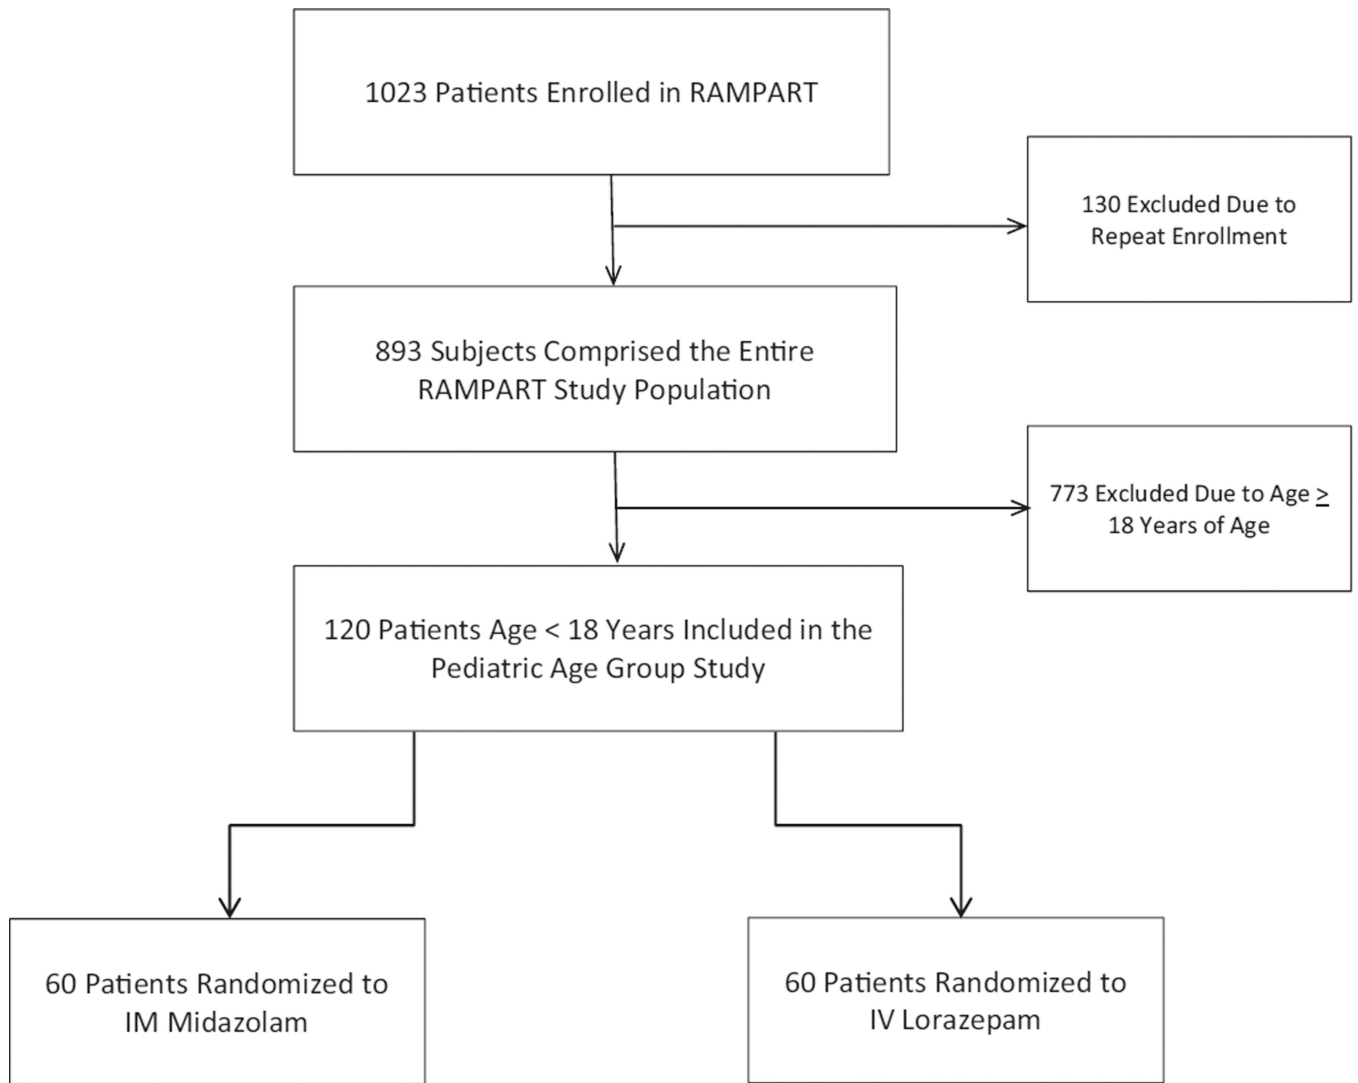 1023 Patients Enrolled in RAMPART
130 Excluded Due to
Repeat Enrollment
893 Subjects Comprised the Entire
RAMPART Study Population
773 Excluded Due to Age ≥
18 Years of Age
120 Patients Age < 18 Years Included in the
Pediatric Age Group Study
60 Patients Randomized to
IM Midazolam
60 Patients Randomized to
IV Lorazepam